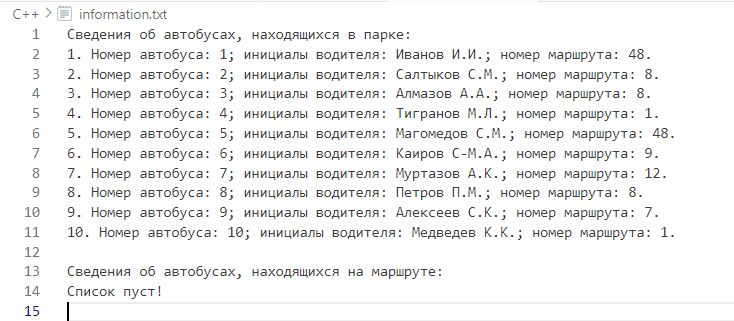 C++ > information.txt
1 Сведения об автобусах, находящихся в парке:
2 1. Номер автобуса: 1; инициалы водителя: Иванов И.И.; номер маршрута: 48.
3 2. Номер автобуса: 2; инициалы водителя: Салтыков С.М.; номер маршрута: 8.
4 3. Номер автобуса: 3; инициалы водителя: Алмазов А.А.; номер маршрута: 8.
5 4. Номер автобуса: 4; инициалы водителя: Тигранов М.Л.; номер маршрута: 1.
6 5. Номер автобуса: 5; инициалы водителя: Магомедов С.М.; номер маршрута: 48.
7 6. Номер автобуса: 6; инициалы водителя: Каиров С-М.А.; номер маршрута: 9.
8 7. Номер автобуса: 7; инициалы водителя: Муртазов А.К.; номер маршрута: 12.
9 8. Номер автобуса: 8; инициалы водителя: Петров П.М.; номер маршрута: 8.
10 9. Номер автобуса: 9; инициалы водителя: Алексеев С.К.; номер маршрута: 7.
11 10. Номер автобуса: 10; инициалы водителя: Медведев К.К.; номер маршрута: 1.
12
13 Сведения об автобусах, находящихся на маршруте:
14 Список пуст!
15